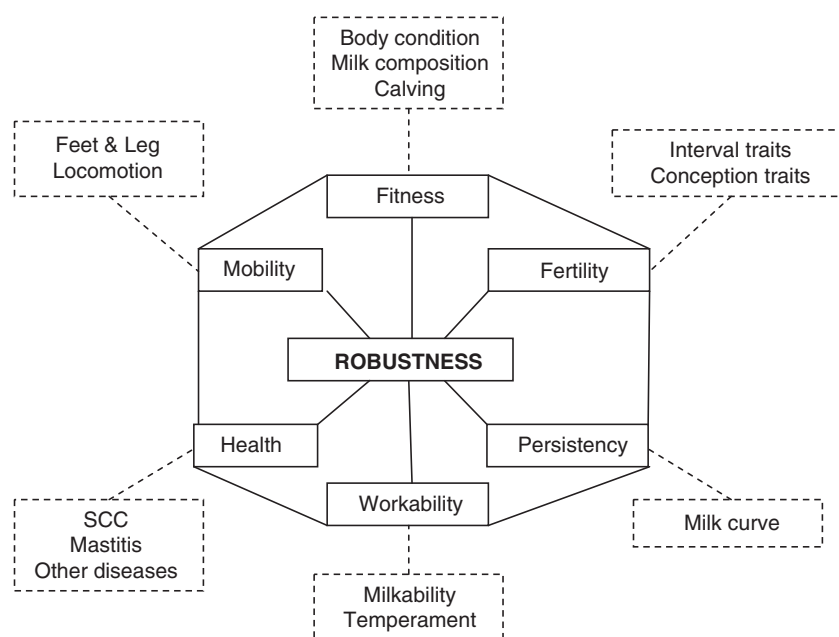 Body condition
Milk composition
Calving
Feet & Leg
Locomotion
Interval traits
Conception traits
Fitness
Mobility
Fertility
ROBUSTNESS
Health
Persistency
Workability
SCC
Mastitis
Other diseases
Milk curve
Milkability
Temperament